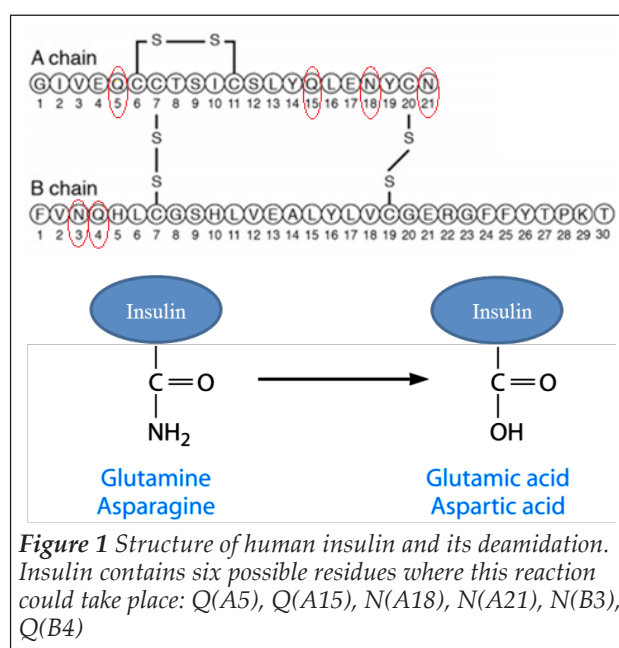 S S
A chain
G I V E Q C C T S I C S L Y Q L E N Y C N
1 2 3 4 5 6 7 8 9 10 11 12 13 14 15 16 17 18 19 20 21
S S
S S
B chain
F V N Q H L C G S H L V E A L Y L V C G E R G F F Y T P K T
1 2 3 4 5 6 7 8 9 10 11 12 13 14 15 16 17 18 19 20 21 22 23 24 25 26 27 28 29 30
Insulin Insulin
C=O C=O
NH2 OH
Glutamine Glutamic acid
Asparagine Aspartic acid
Figure 1 Structure of human insulin and its deamidation.
Insulin contains six possible residues where this reaction
could take place: Q(A5), Q(A15), N(A18), N(A21), N(B3),
Q(B4)